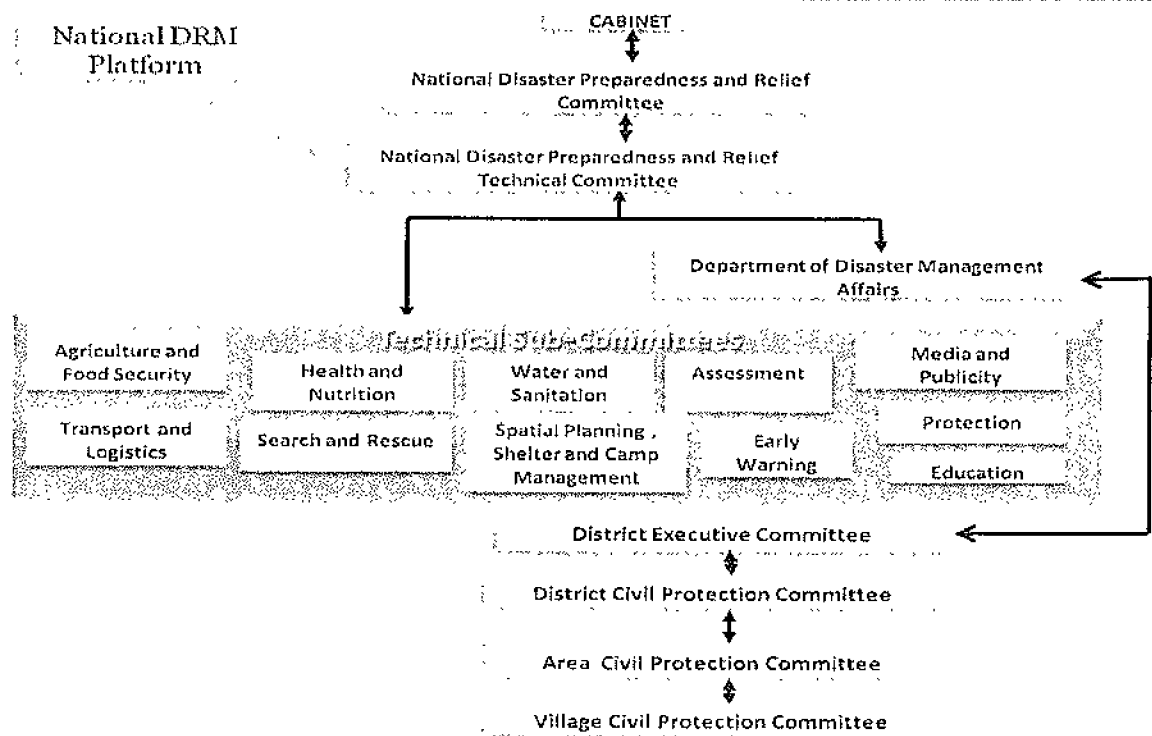 National DRM
Platform
CABINET
National Disaster Preparedness and Relief
Committee
National Disaster Preparedness and Relief
Technical Committee
Department of Disaster Management
Affairs
Technical Sub-Committees
Agriculture and
Food Security
Health and
Nutrition
Water and
Sanitation
Assessment
Media and
Publicity
Transport and
Logistics
Search and Rescue
Spatial Planning ,
Shelter and Camp
Management
Early
Warning
Protection
Education
District Executive Committee
District Civil Protection Committee
Area Civil Protection Committee
Village Civil Protection Committee